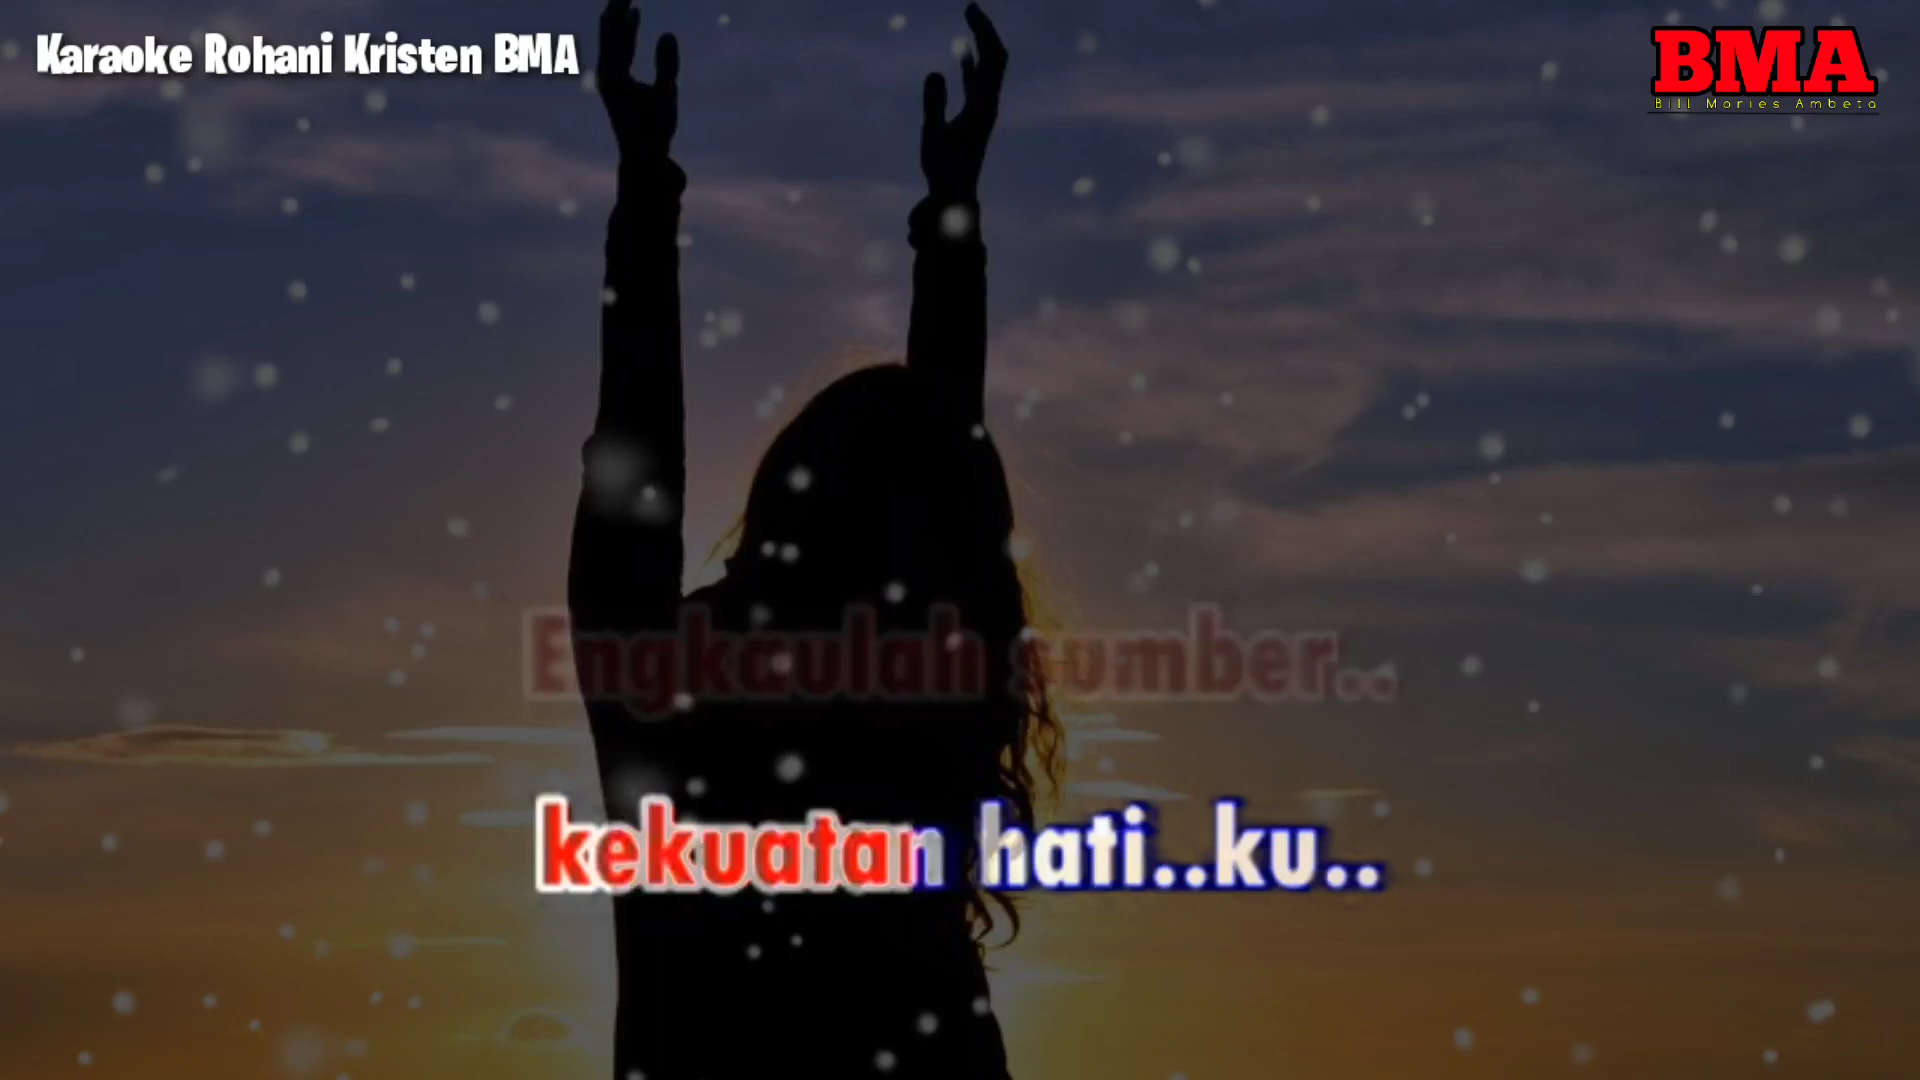 Karaoke Rohani Kristen BMA
BMA
Bill Mories Ambeta
Engkaulah sumber..
kekuatan hati..ku..